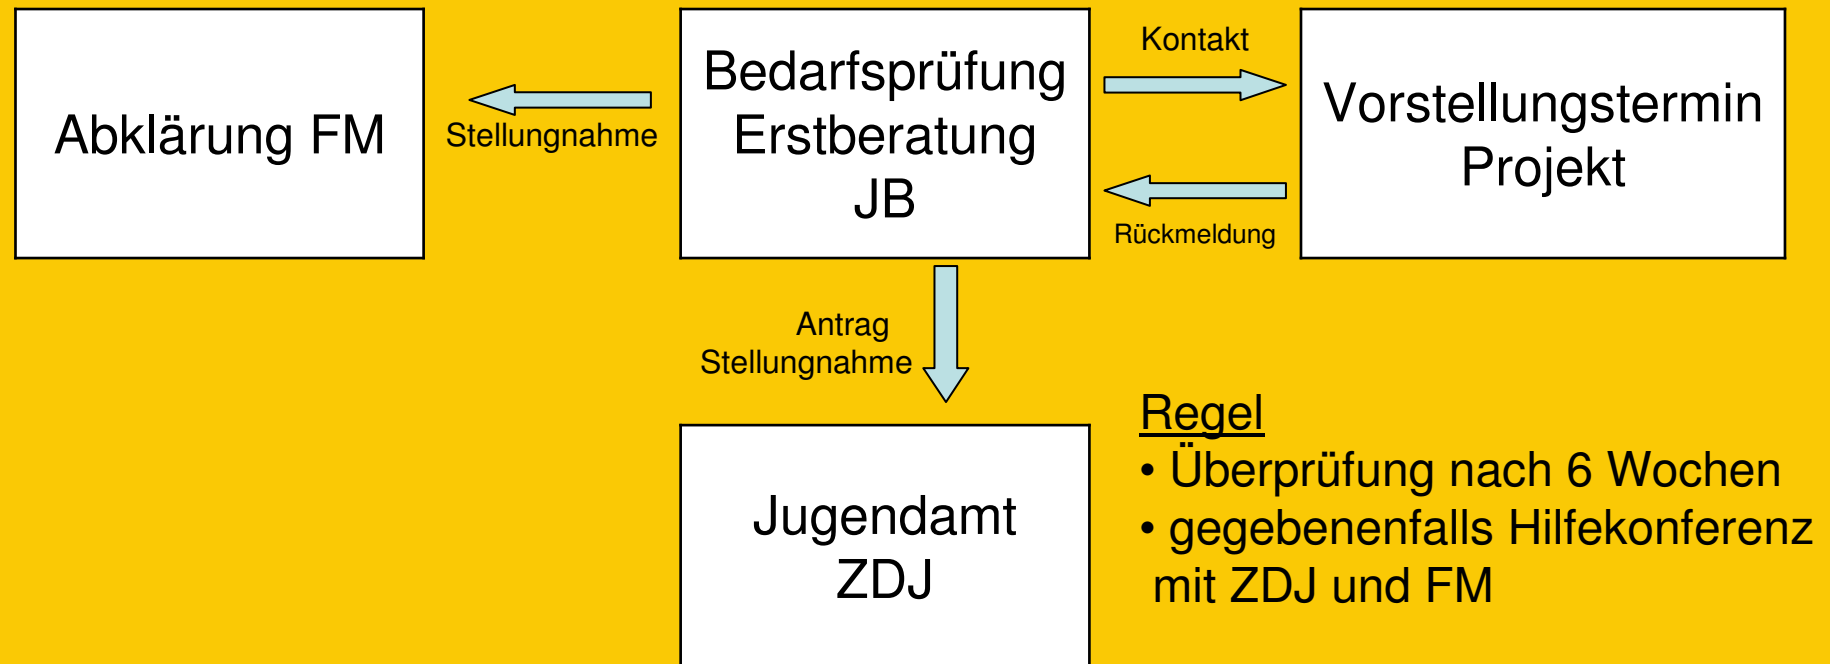 Abklärung FM
Stellungnahme
Bedarfsprüfung
Erstberatung
JB
Kontakt
Rückmeldung
Vorstellungstermin
Projekt
Antrag
Stellungnahme
Jugendamt
ZDJ
Regel
• Überprüfung nach 6 Wochen
• gegebenenfalls Hilfekonferenz
mit ZDJ und FM